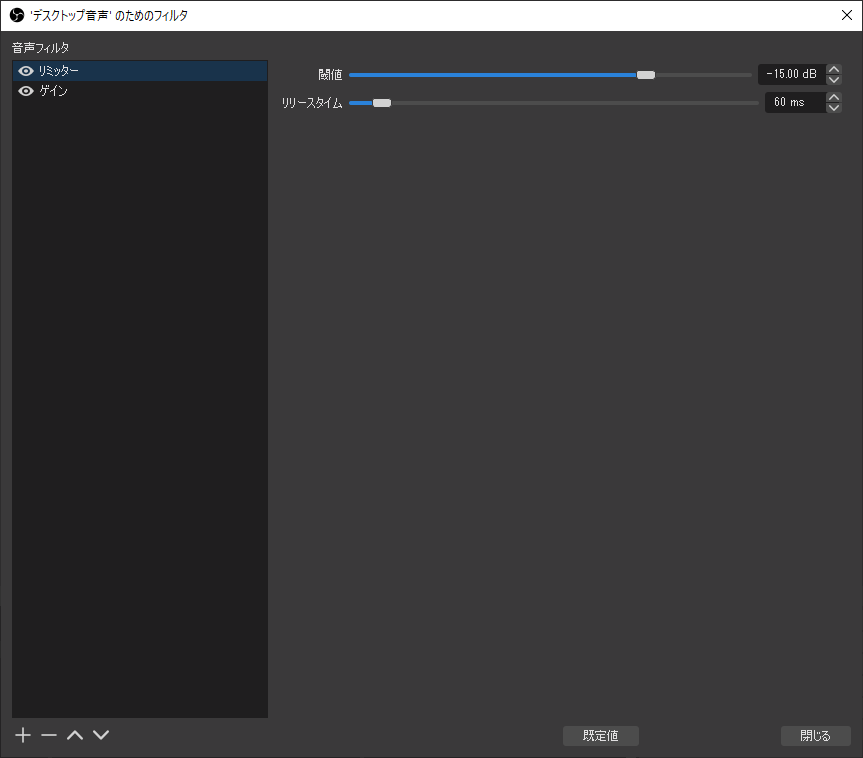 'デスクトップ音声' のためのフィルタ
音声フィルタ
リミッター
ゲイン
閾値 -15.00 dB
リリースタイム 60 ms
既定値
閉じる